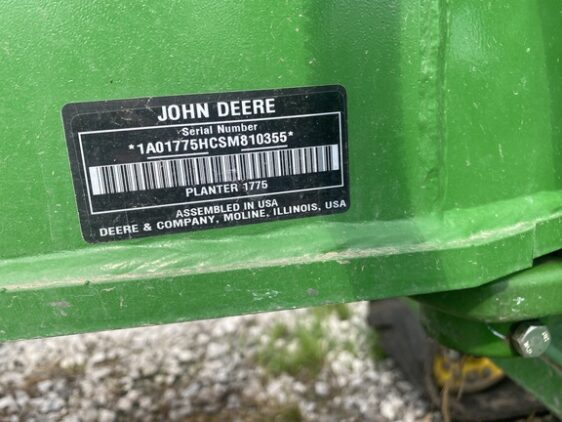 JOHN DEERE
Serial Number
*1A01775HCSM810355*
PLANTER 1775
ASSEMBLED IN USA
DEERE & COMPANY, MOLINE, ILLINOIS, USA